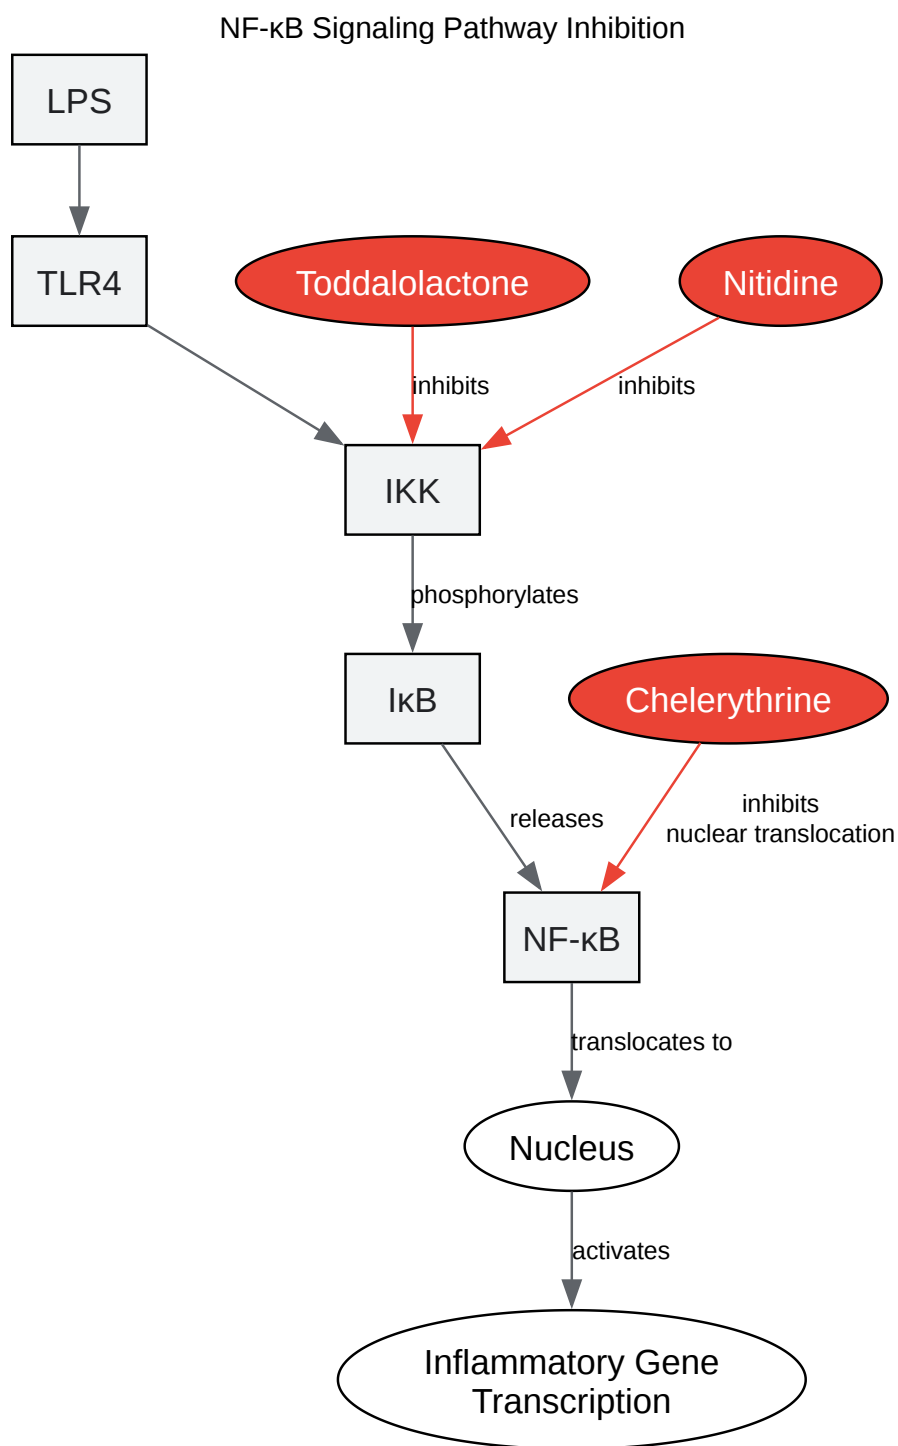 NF-κB Signaling Pathway Inhibition
LPS
TLR4
Toddalolactone
Nitidine
inhibits
inhibits
IKK
phosphorylates
IκB
Chelerythrine
releases
inhibits
nuclear translocation
NF-κB
translocates to
Nucleus
activates
Inflammatory Gene
Transcription